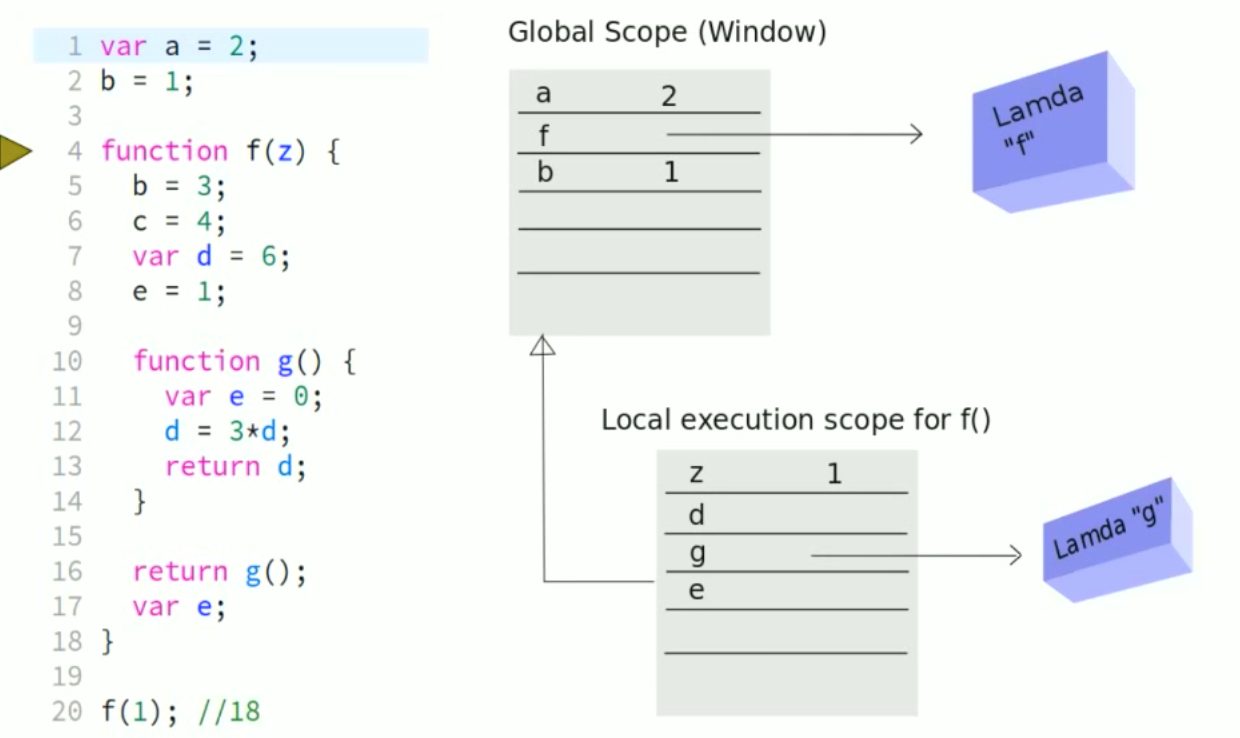 1 var a = 2;
2 b = 1;
3
4 function f(z) {
5 b = 3;
6 c = 4;
7 var d = 6;
8 e = 1;
9
10 function g() {
11 var e = 0;
12 d = 3*d;
13 return d;
14 }
15
16 return g();
17 var e;
18 }
19
20 f(1); //18
Global Scope (Window)
a 2
f
b 1
Lamda
"f"
Local execution scope for f()
z 1
d
g
e
Lamda "g"